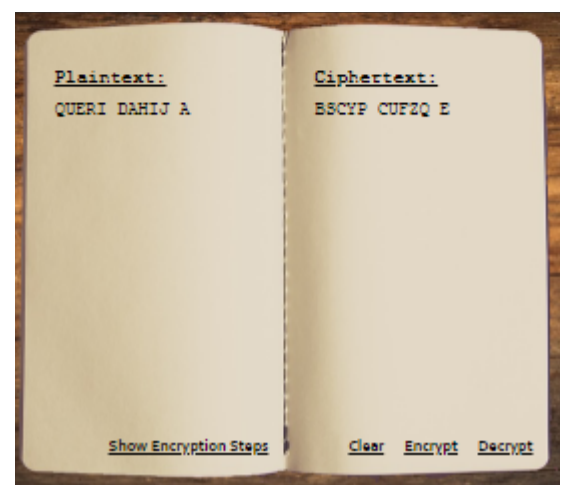 Plaintext:
QUERI DAHIJ A
Ciphertext:
BSCYP CUFZQ E
Show Encryption Steps
Clear Encrypt Decrypt